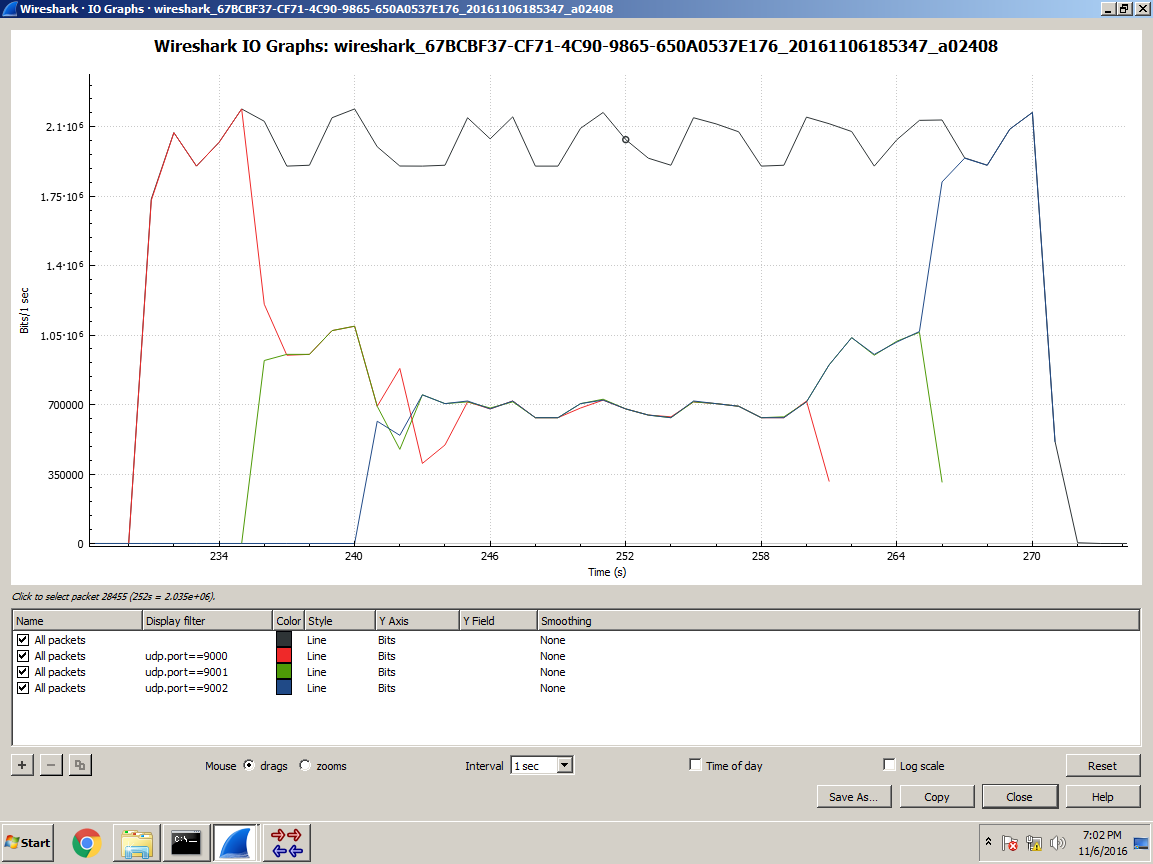 Wireshark · IO Graphs · wireshark_67BCBF37-CF71-4C90-9865-650A0537E176_20161106185347_a02408
Wireshark IO Graphs: wireshark_67BCBF37-CF71-4C90-9865-650A0537E176_20161106185347_a02408
Bits/1 sec
2.1·10⁶
1.75·10⁶
1.4·10⁶
1.05·10⁶
700000
350000
0
234 240 246 252 258 264 270
Time (s)
Click to select packet 28455 (252s = 2.035e+06).
Name Display filter Color Style Y Axis Y Field Smoothing
All packets Line Bits None
All packets udp.port==9000 Line Bits None
All packets udp.port==9001 Line Bits None
All packets udp.port==9002 Line Bits None
Mouse drags zooms Interval 1 sec Time of day Log scale Reset
Save As... Copy Close Help
Start C:\_ 7:02 PM
11/6/2016